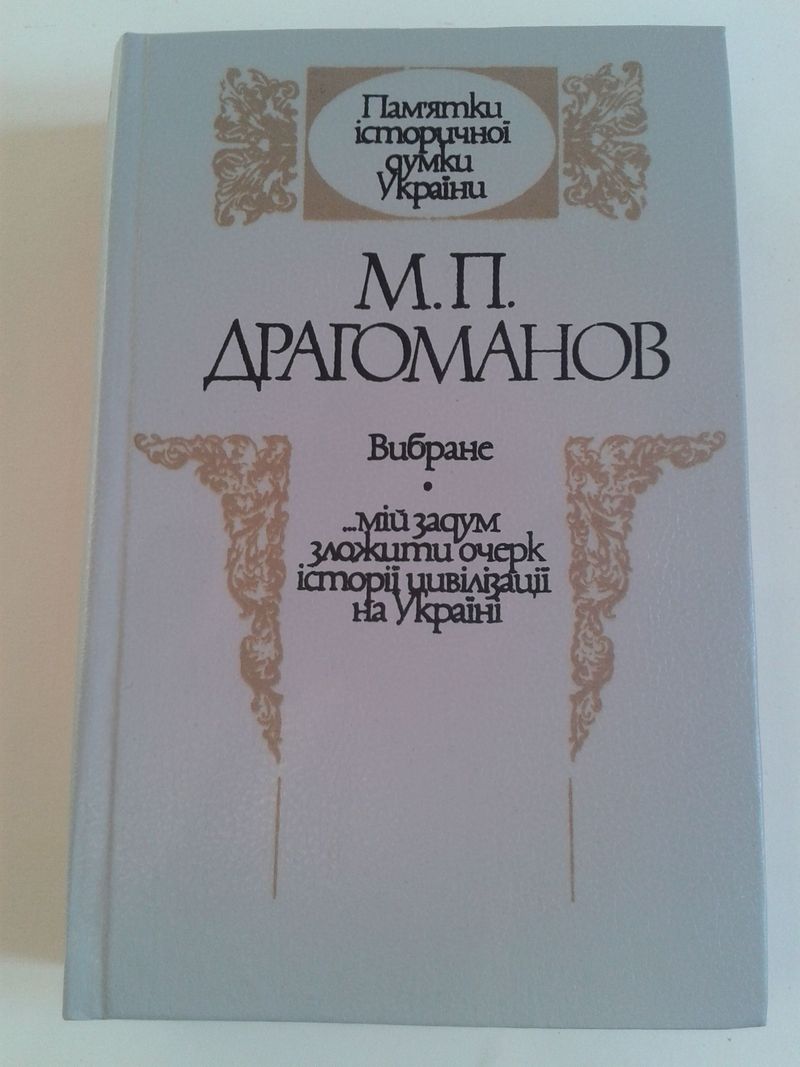 Пам'ятки
історичної
думки
України
М. П.
ДРАГОМАНОВ
Вибране
•
...мій задум
зложити очерк
історії цивілізації
на Україні